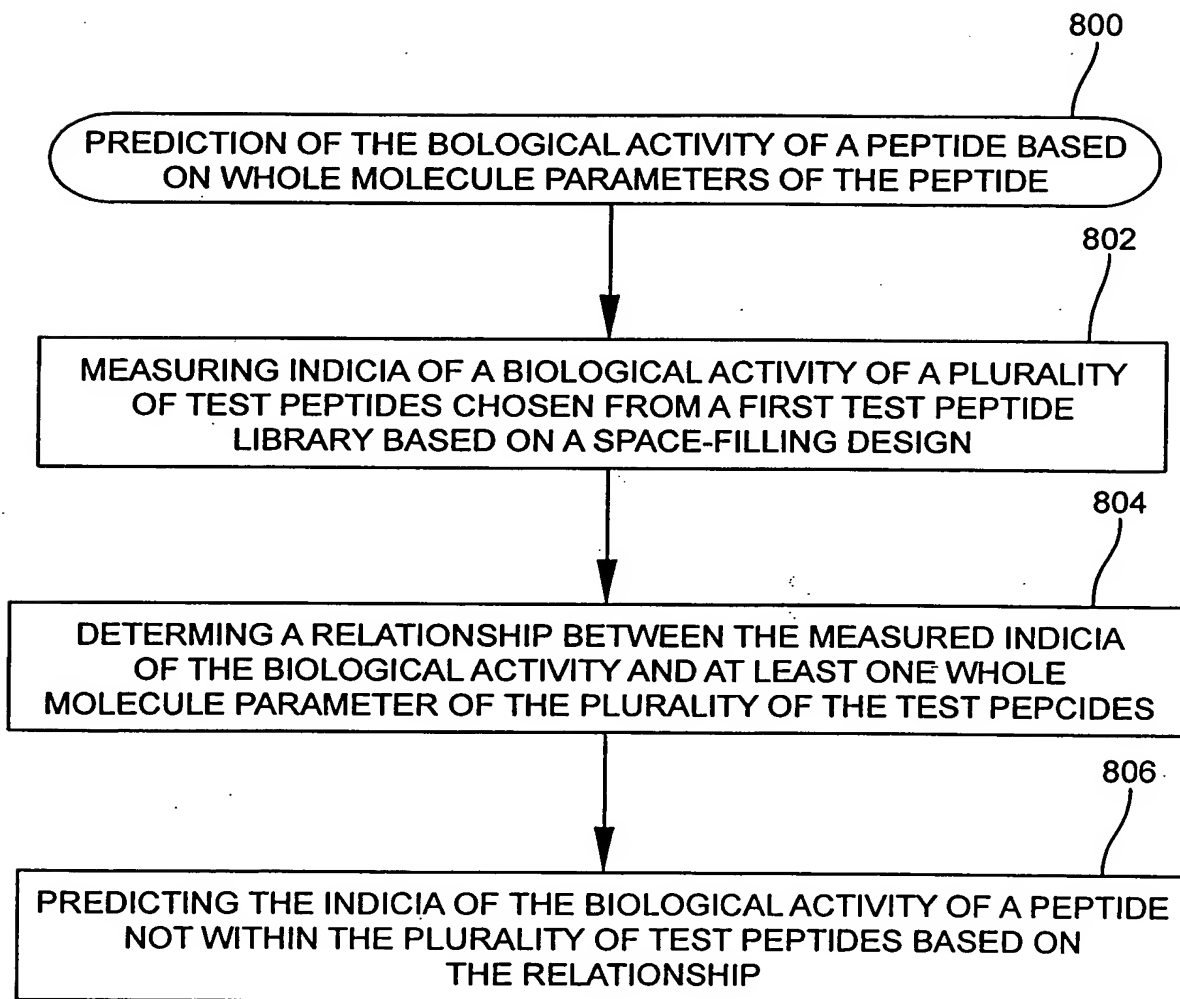 800
PREDICTION OF THE BOLOGICAL ACTIVITY OF A PEPTIDE BASED
ON WHOLE MOLECULE PARAMETERS OF THE PEPTIDE
802
MEASURING INDICIA OF A BIOLOGICAL ACTIVITY OF A PLURALITY
OF TEST PEPTIDES CHOSEN FROM A FIRST TEST PEPTIDE
LIBRARY BASED ON A SPACE-FILLING DESIGN
804
DETERMING A RELATIONSHIP BETWEEN THE MEASURED INDICIA
OF THE BIOLOGICAL ACTIVITY AND AT LEAST ONE WHOLE
MOLECULE PARAMETER OF THE PLURALITY OF THE TEST PEPCIDES
806
PREDICTING THE INDICIA OF THE BIOLOGICAL ACTIVITY OF A PEPTIDE
NOT WITHIN THE PLURALITY OF TEST PEPTIDES BASED ON
THE RELATIONSHIP